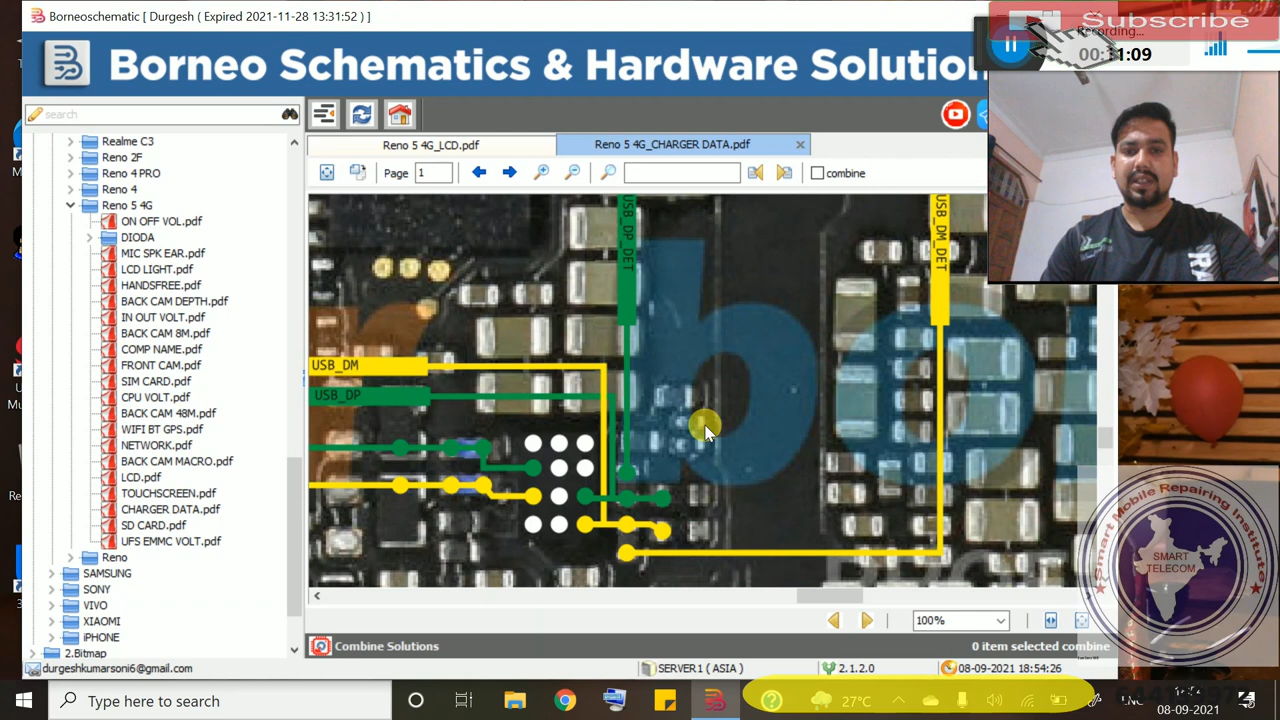 Borneoschematic [ Durgesh ( Expired 2021-11-28 13:31:52 ) ]
Subscribe
Recording...
00:11:09
Borneo Schematics & Hardware Solution
search
Realme C3
Reno 2F
Reno 4 PRO
Reno 4
Reno 5 4G
ON OFF VOL.pdf
DIODA
MIC SPK EAR.pdf
LCD LIGHT.pdf
HANDSFREE.pdf
BACK CAM DEPTH.pdf
IN OUT VOLT.pdf
BACK CAM 8M.pdf
COMP NAME.pdf
FRONT CAM.pdf
SIM CARD.pdf
CPU VOLT.pdf
BACK CAM 48M.pdf
WIFI BT GPS.pdf
NETWORK.pdf
BACK CAM MACRO.pdf
LCD.pdf
TOUCHSCREEN.pdf
CHARGER DATA.pdf
SD CARD.pdf
UFS EMMC VOLT.pdf
Reno
SAMSUNG
SONY
VIVO
XIAOMI
iPHONE
2.Bitmap
Reno 5 4G_LCD.pdf
Reno 5 4G_CHARGER DATA.pdf
Page 1
combine
USB_DP_DET
USB_DM_DET
USB_DM
USB_DP
Smart Mobile Repairing Institute
SMART
TELECOM
100%
Combine Solutions
0 item selected combine
durgeshkumarsoni6@gmail.com
SERVER1 ( ASIA )
2.1.2.0
08-09-2021 18:54:26
Type here to search
27°C
ENG
08-09-2021